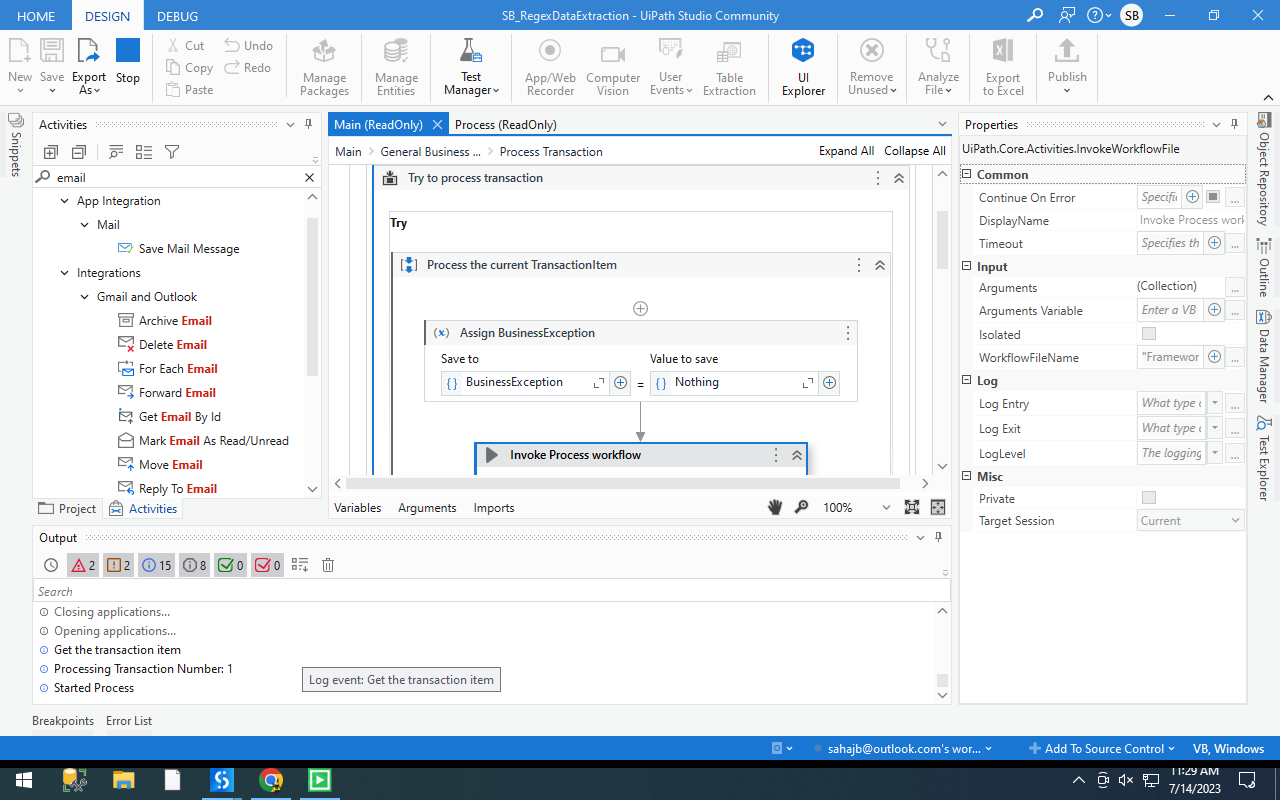 HOME DESIGN DEBUG SB_RegexDataExtraction - UiPath Studio Community SB
New Save Export As Stop Cut Copy Paste Undo Redo Manage Packages Manage Entities Test Manager App/Web Recorder Computer Vision User Events Table Extraction UI Explorer Remove Unused Analyze File Export to Excel Publish
Snippets
Activities
email
App Integration
Mail
Save Mail Message
Integrations
Gmail and Outlook
Archive Email
Delete Email
For Each Email
Forward Email
Get Email By Id
Mark Email As Read/Unread
Move Email
Reply To Email
Project Activities
Main (ReadOnly) Process (ReadOnly)
Main General Business ... Process Transaction Expand All Collapse All
Try to process transaction
Try
Process the current TransactionItem
Assign BusinessException
Save to Value to save
BusinessException = Nothing
Invoke Process workflow
Variables Arguments Imports 100%
Properties
UiPath.Core.Activities.InvokeWorkflowFile
Common
Continue On Error Specifi ...
DisplayName Invoke Process work
Timeout Specifies th ...
Input
Arguments (Collection) ...
Arguments Variable Enter a VB ...
Isolated
WorkflowFileName "Framewor ...
Log
Log Entry What type o ...
Log Exit What type o ...
LogLevel The logging ...
Misc
Private
Target Session Current
Object Repository
Outline
Data Manager
Test Explorer
Output
2 2 15 8 0 0
Search
Closing applications...
Opening applications...
Get the transaction item
Processing Transaction Number: 1
Started Process
Log event: Get the transaction item
Breakpoints Error List
sahajb@outlook.com's wor... Add To Source Control VB, Windows
11:29 AM
7/14/2023